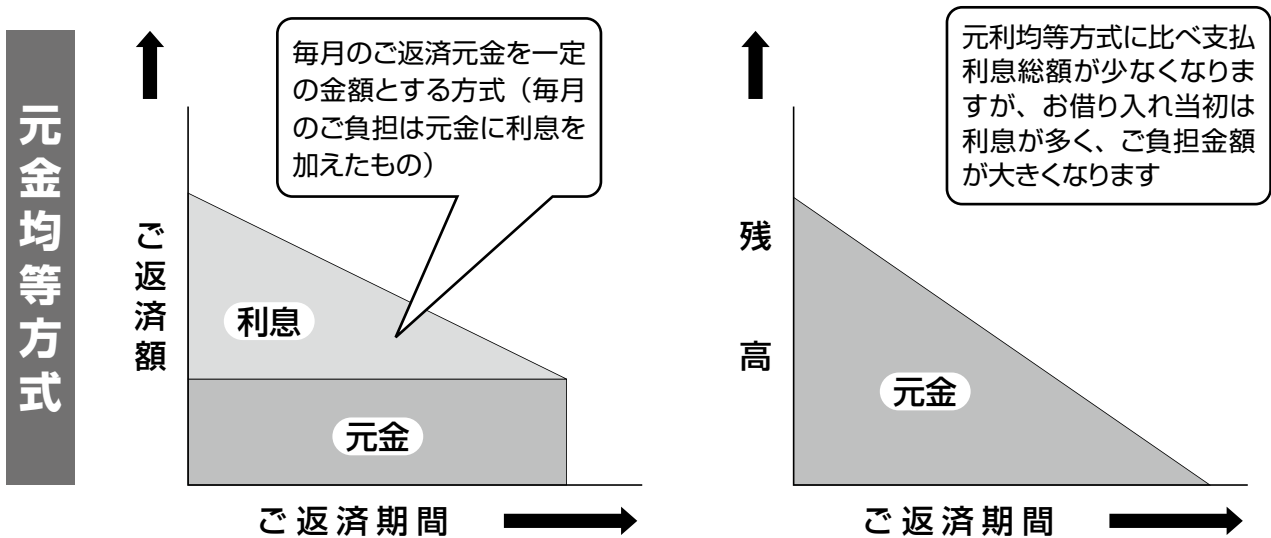 元金均等方式
毎月のご返済元金を一定
の金額とする方式（毎月
のご負担は元金に利息を
加えたもの）
ご返済額
利息
元金
ご返済期間
元利均等方式に比べ支払
利息総額が少なくなりま
すが、お借り入れ当初は
利息が多く、ご負担金額
が大きくなります
残高
元金
ご返済期間